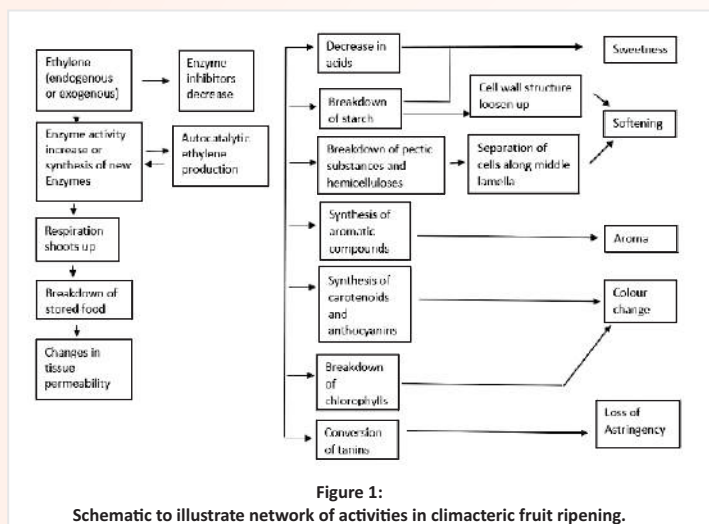 Ethylene
(endogenous
or exogenous)
Enzyme
inhibitors
decrease
Enzyme activity
increase or
synthesis of new
Enzymes
Autocatalytic
ethylene
production
Respiration
shoots up
Breakdown of
stored food
Changes in
tissue
permeability
Decrease in
acids
Sweetness
Breakdown
of starch
Cell wall structure
loosen up
Softening
Breakdown of pectic
substances and
hemicelluloses
Separation of
cells along middle
lamella
Synthesis of
aromatic
compounds
Aroma
Synthesis of
carotenoids
and
anthocyanins
Colour
change
Breakdown
of
chlorophylls
Loss of
Astringency
Conversion
of tanins
Figure 1:
Schematic to illustrate network of activities in climacteric fruit ripening.